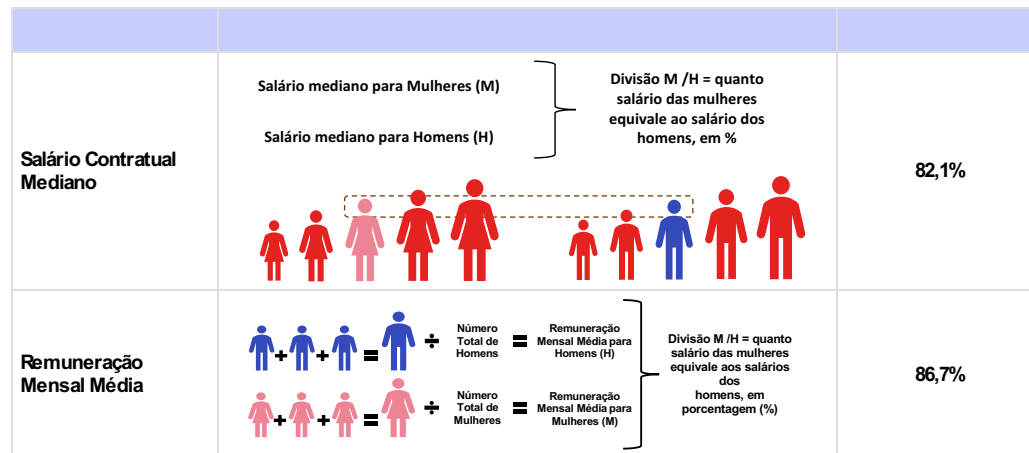 Salário Contratual
Mediano
Salário mediano para Mulheres (M)
Salário mediano para Homens (H)
Divisão M /H = quanto
salário das mulheres
equivale ao salário dos
homens, em %
82,1%
Remuneração
Mensal Média
+ + = ÷
Número
Total de
Homens
=
Remuneração
Mensal Média para
Homens (H)
+ + = ÷
Número
Total de
Mulheres
=
Remuneração
Mensal Média para
Mulheres (M)
Divisão M /H = quanto
salário das mulheres
equivale aos salários
dos
homens, em
porcentagem (%)
86,7%